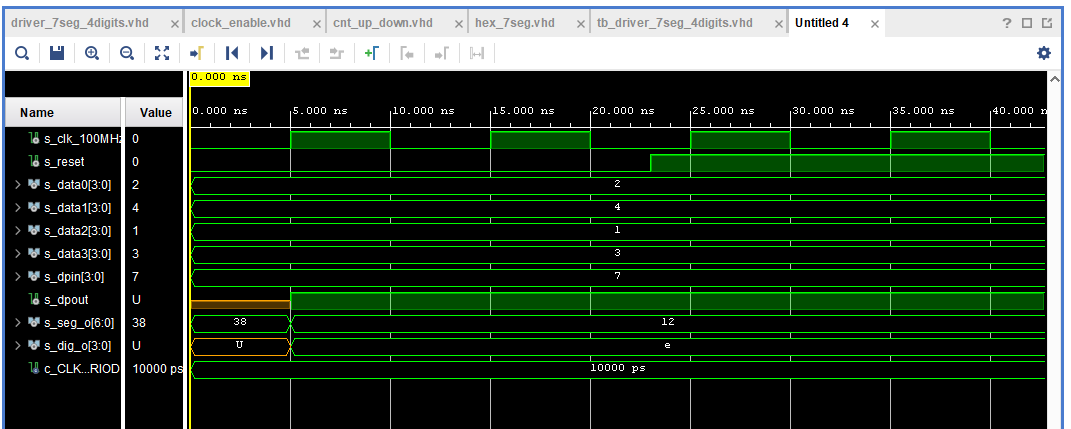 driver_7seg_4digits.vhd × clock_enable.vhd × cnt_up_down.vhd × hex_7seg.vhd × tb_driver_7seg_4digits.vhd × Untitled 4 × ?
0.000 ns
Name Value 0.000 ns 5.000 ns 10.000 ns 15.000 ns 20.000 ns 25.000 ns 30.000 ns 35.000 ns 40.000 n
s_clk_100MHz 0
s_reset 0
s_data0[3:0] 2 2
s_data1[3:0] 4 4
s_data2[3:0] 1 1
s_data3[3:0] 3 3
s_dpin[3:0] 7 7
s_dpout U
s_seg_o[6:0] 38 38 12
s_dig_o[3:0] U U e
c_CLK...RIOD 10000 ps 10000 ps